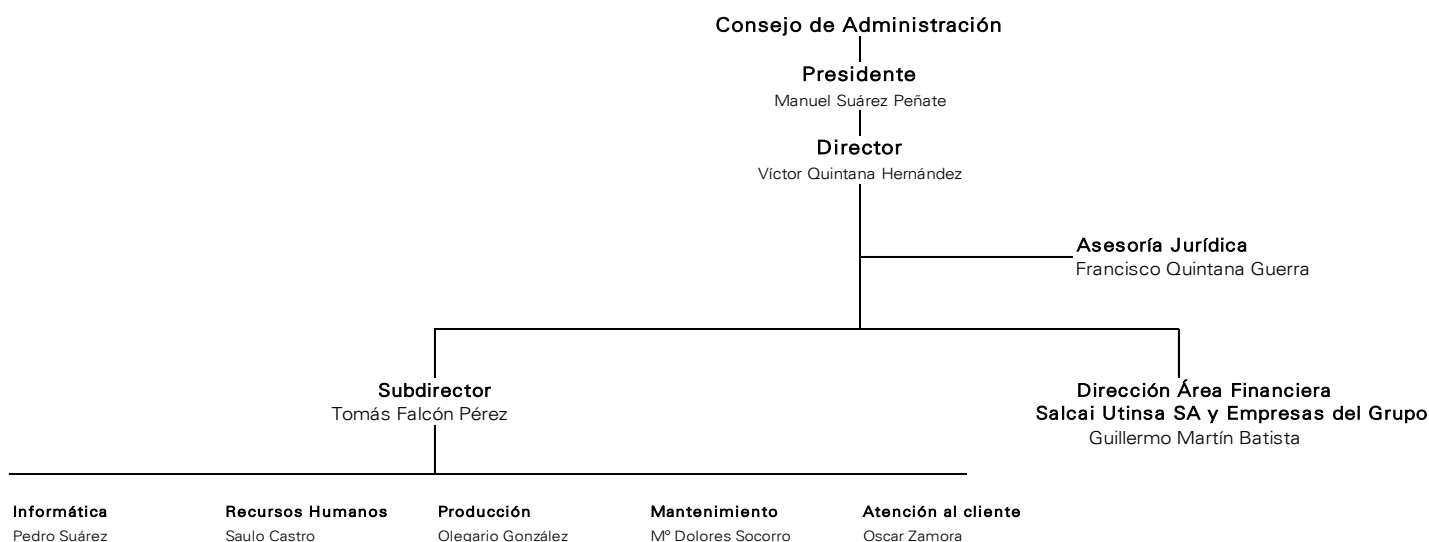 Consejo de Administración
Presidente
Manuel Suárez Peñate
Director
Víctor Quintana Hernández
Asesoría Jurídica
Francisco Quintana Guerra
Subdirector
Tomás Falcón Pérez
Dirección Área Financiera
Salcai Utinsa SA y Empresas del Grupo
Guillermo Martín Batista
Informática
Pedro Suárez
Recursos Humanos
Saulo Castro
Producción
Olegario González
Mantenimiento
Mº Dolores Socorro
Atención al cliente
Oscar Zamora